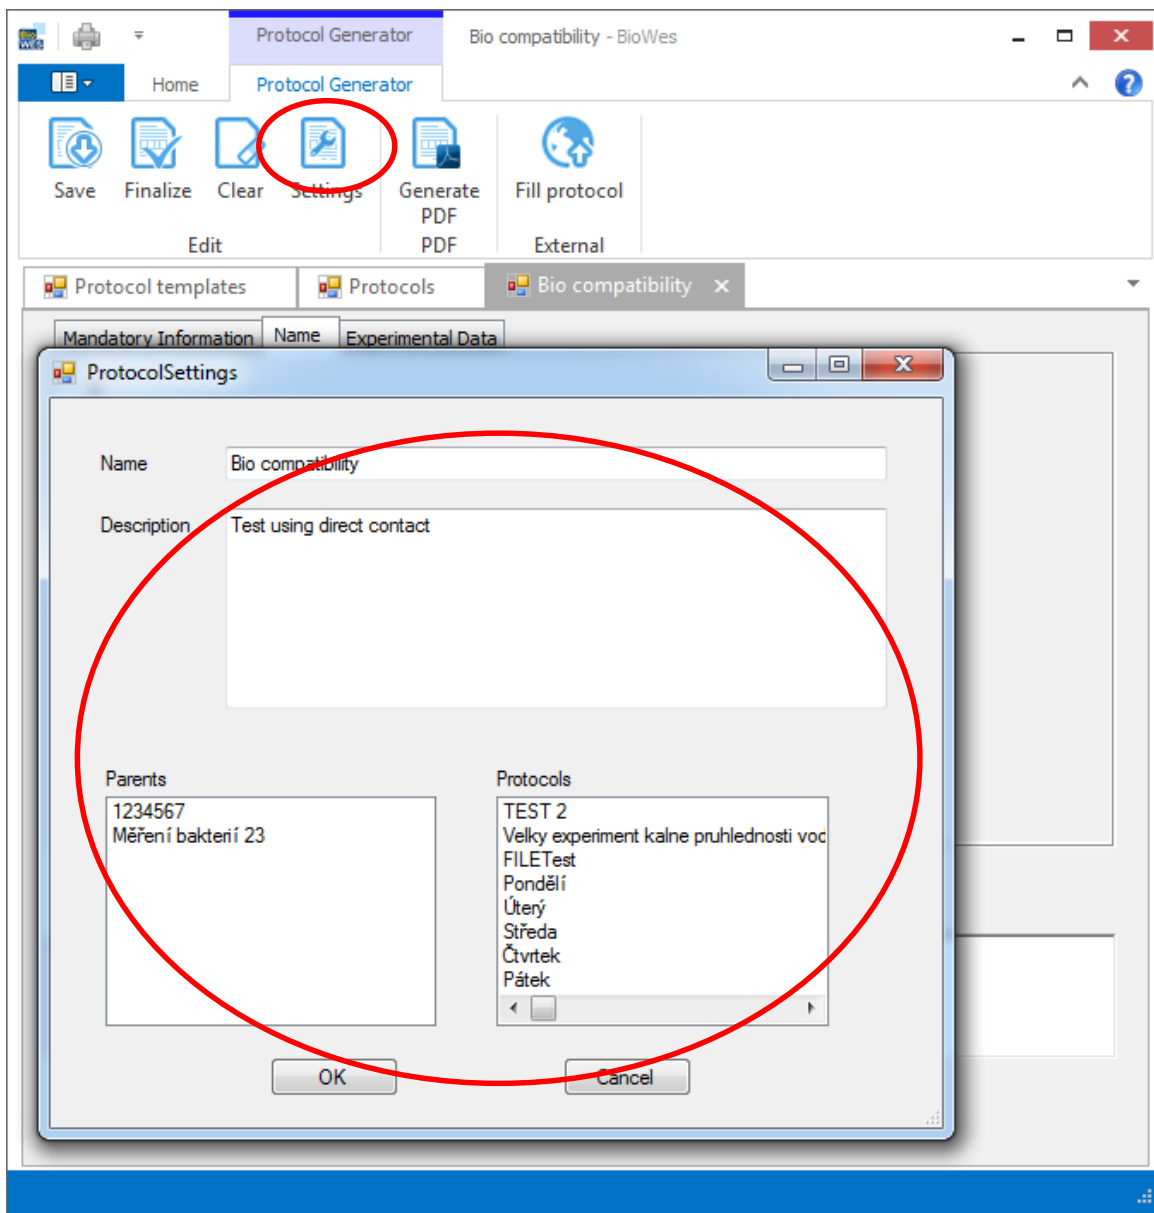 BIO
WES
Protocol Generator
Bio compatibility - BioWes
Home
Protocol Generator
Save
Finalize
Clear
Settings
Generate
PDF
Fill protocol
Edit
PDF
External
Protocol templates
Protocols
Bio compatibility
Mandatory Information
Name
Experimental Data
ProtocolSettings
Name
Bio compatibility
Description
Test using direct contact
Parents
Protocols
1234567
Měření bakterií 23
TEST 2
Velky experiment kalne pruhlednosti vod
FILETest
Pondělí
Úterý
Středa
Čtvrtek
Pátek
OK
Cancel